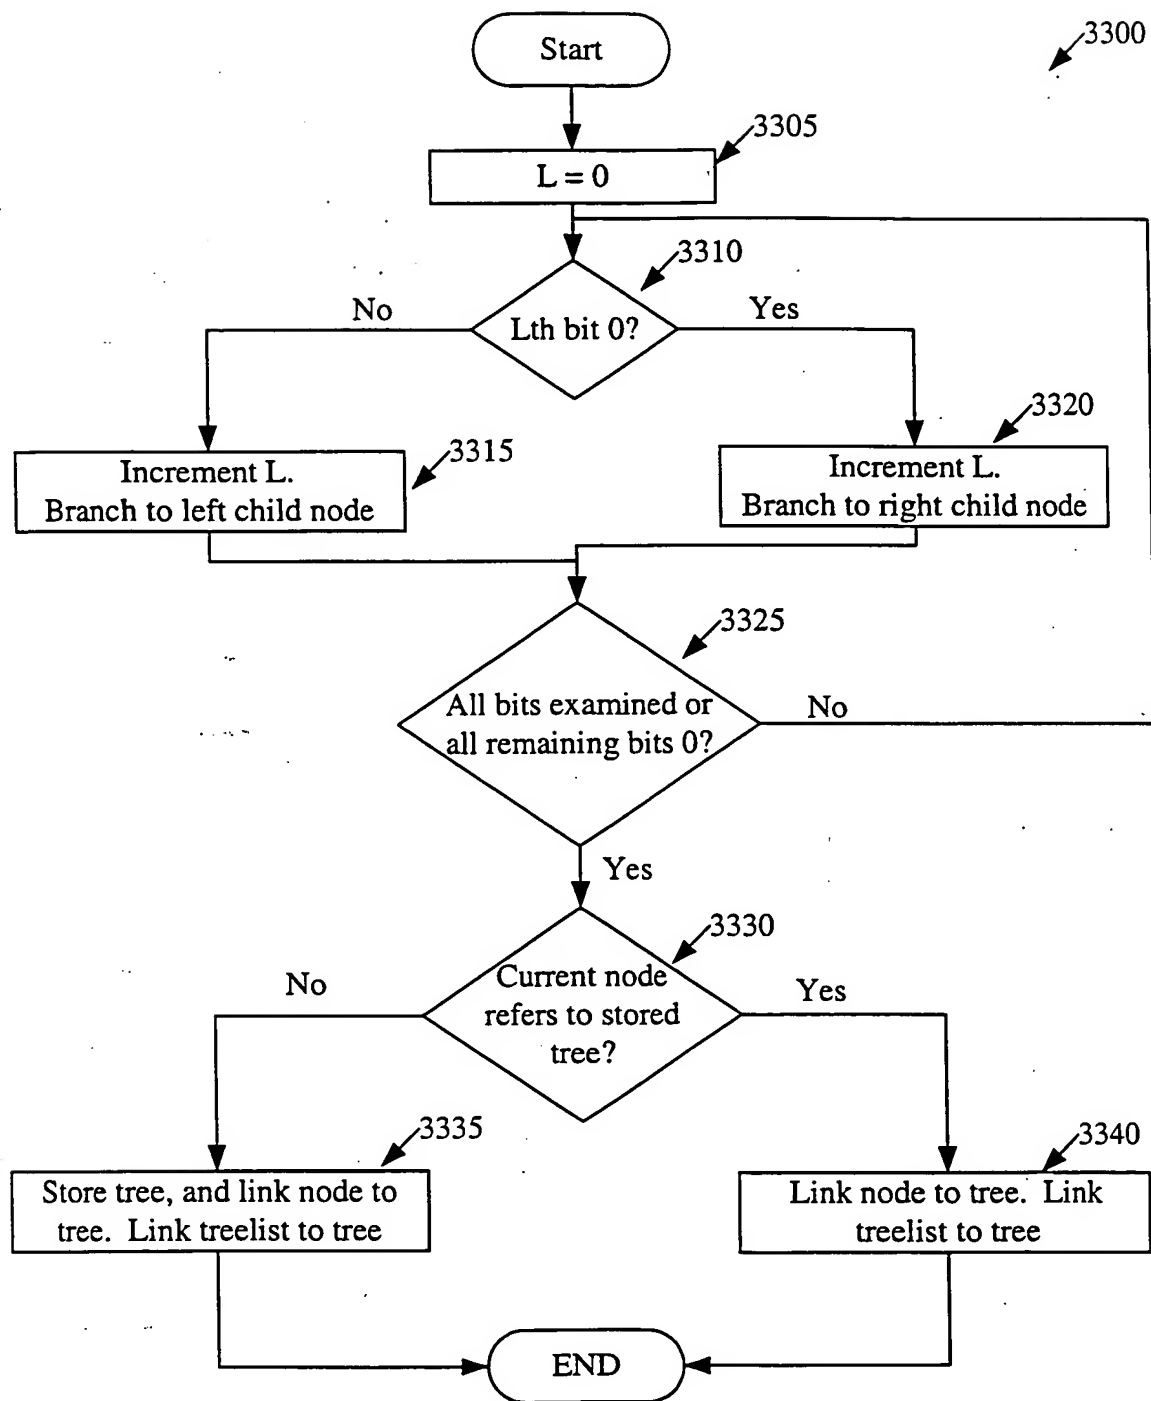 Start
3300
3305
L = 0
3310
No
Lth bit 0?
Yes
3320
3315
Increment L.
Branch to left child node
Increment L.
Branch to right child node
3325
All bits examined or
all remaining bits 0?
No
Yes
3330
No
Current node
refers to stored
tree?
Yes
3335
3340
Store tree, and link node to
tree. Link treelist to tree
Link node to tree. Link
treelist to tree
END